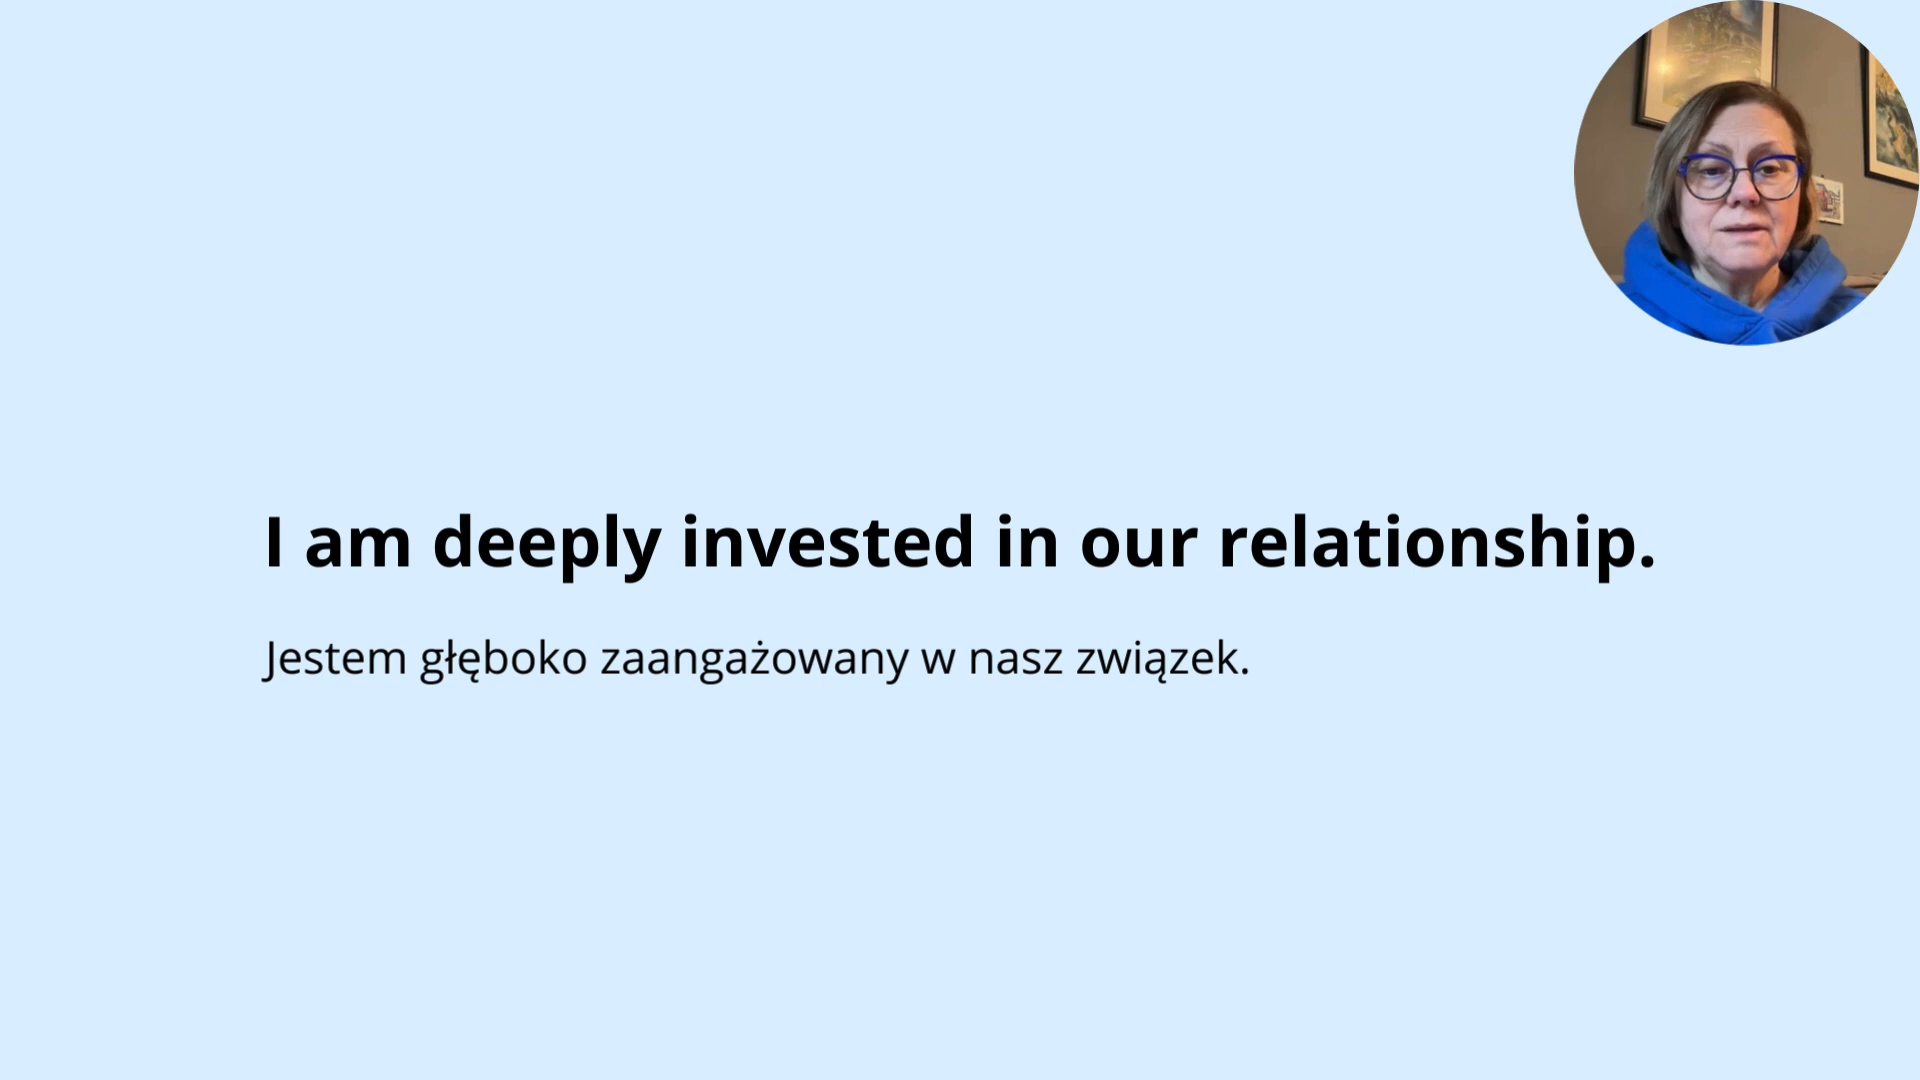 I am deeply invested in our relationship.
Jestem głęboko zaangażowany w nasz związek.